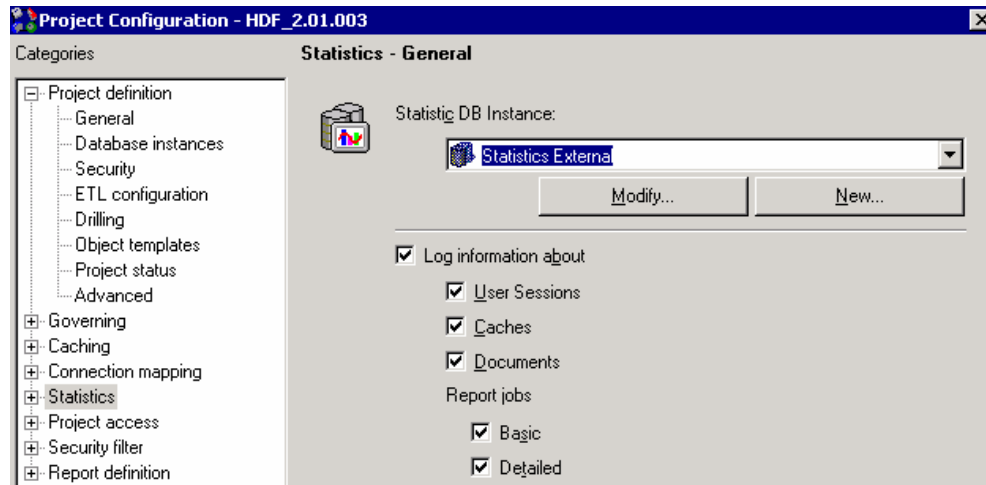 Project Configuration - HDF_2.01.003
Categories
Statistics - General
Project definition
General
Database instances
Security
ETL configuration
Drilling
Object templates
Project status
Advanced
Governing
Caching
Connection mapping
Statistics
Project access
Security filter
Report definition
Statistic DB Instance:
Statistics External
Modify...
New...
Log information about
User Sessions
Caches
Documents
Report jobs
Basic
Detailed